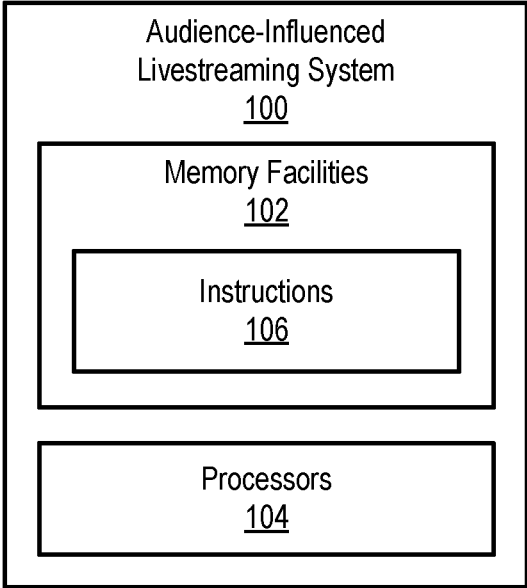 Audience-Influenced
Livestreaming System
100
Memory Facilities
102
Instructions
106
Processors
104